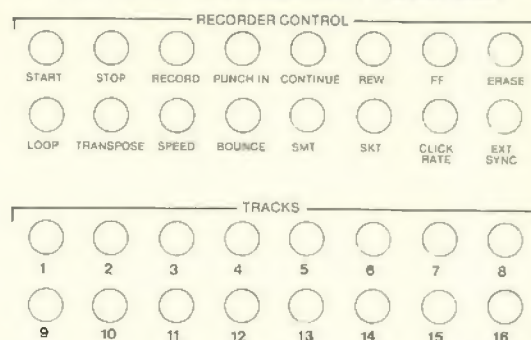 RECORDER CONTROL
START STOP RECORD PUNCH IN CONTINUE REW FF ERASE
LOOP TRANSPOSE SPEED BOUNCE SMT SKT CLICK RATE EXT SYNC
TRACKS
1 2 3 4 5 6 7 8
9 10 11 12 13 14 15 16